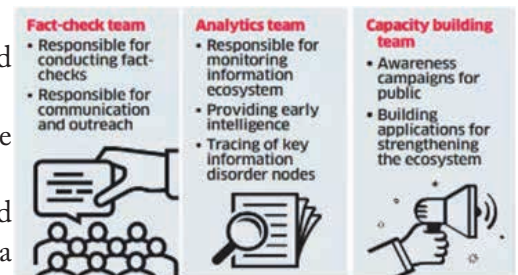 d
e
d
a
Fact-check team
• Responsible for
conducting fact-
checks
• Responsible for
communication
and outreach
Analytics team
• Responsible for
monitoring
information
ecosystem
• Providing early
intelligence
• Tracing of key
information
disorder nodes
Capacity building
team
• Awareness
campaigns for
public
• Building
applications for
strengthening
the ecosystem